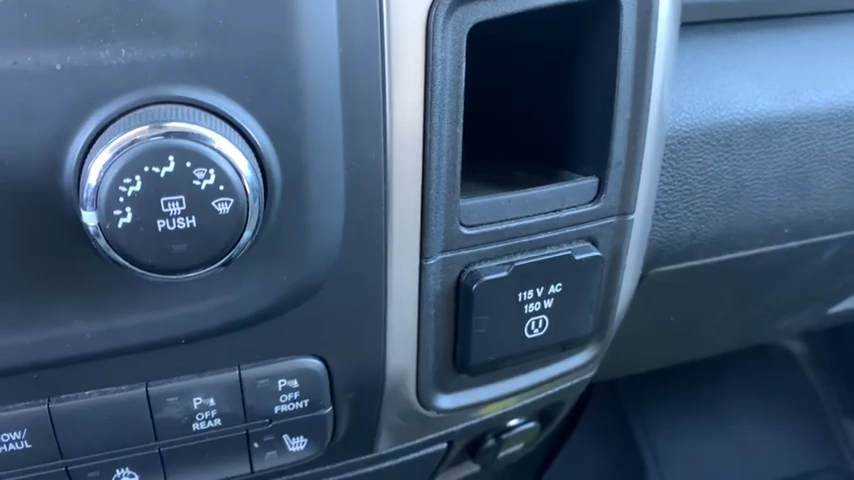 PUSH
115 V AC
150 W
P
OFF
FRONT
P
OFF
REAR
OW/
HAUL